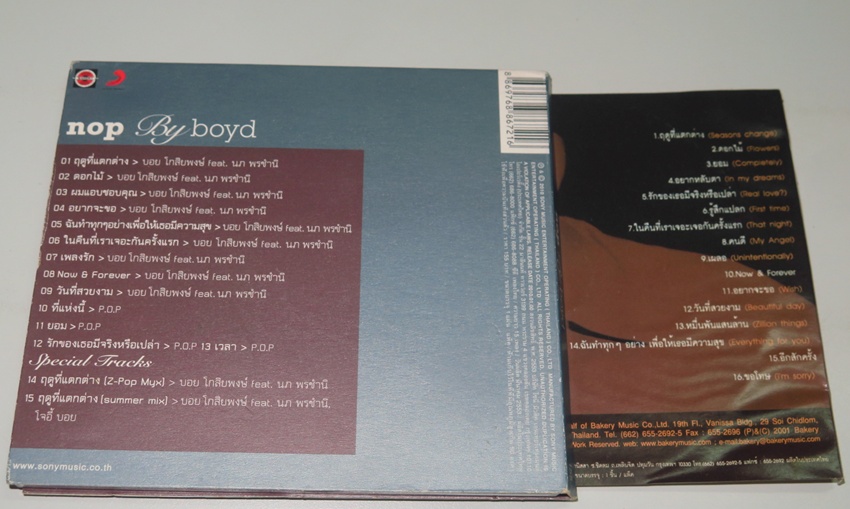 nop By boyd
01 ฤดูที่แตกต่าง > บอย โกสิยพงษ์ feat. นภ พรชำนิ
02 ดอกไม้ > บอย โกสิยพงษ์ feat. นภ พรชำนิ
03 ผมแอบชอบคุณ > บอย โกสิยพงษ์ feat. นภ พรชำนิ
04 อยากจะขอ > บอย โกสิยพงษ์ feat. นภ พรชำนิ
05 ฉันทำทุกๆอย่างเพื่อให้เธอมีความสุข > บอย โกสิยพงษ์ feat. นภ พรชำนิ
06 ในคืนที่เราเจอะกันครั้งแรก > บอย โกสิยพงษ์ feat. นภ พรชำนิ
07 เพลงรัก > บอย โกสิยพงษ์ feat. นภ พรชำนิ
08 Now & Forever > บอย โกสิยพงษ์ feat. นภ พรชำนิ
09 วันที่สวยงาม > บอย โกสิยพงษ์ feat. นภ พรชำนิ
10 ที่แห่งนี้ > P.O.P
11 ยอม > P.O.P
12 รักของเธอมีจริงหรือเปล่า > P.O.P 13 เวลา > P.O.P
Special Tracks
14 ฤดูที่แตกต่าง (Z-Pop Myx) > บอย โกสิยพงษ์ feat. นภ พรชำนิ
15 ฤดูที่แตกต่าง (summer mix) > บอย โกสิยพงษ์ feat. นภ พรชำนิ,
โจอี้ บอย
www.sonymusic.co.th
8 869768 867216
1.ฤดูที่แตกต่าง (Seasons change)
2.ดอกไม้ (Flowers)
3.ยอม (Completely)
4.อยากหลับตา (In my dreams)
5.รักของเธอมีจริงหรือเปล่า (Real love?)
6.รู้สึกแปลก (First time)
7.ในคืนที่เราเจอะเจอกันครั้งแรก (That night)
8.คนดี (My Angel)
9.เผลอ (Unintentionally)
10.Now & Forever
11.อยากจะขอ (Wish)
12.วันที่สวยงาม (Beautiful day)
13.หมื่นพันแสนล้าน (Zillion things)
14.ฉันทำทุกๆ อย่าง เพื่อให้เธอมีความสุข (Everything for you)
15.อีกสักครั้ง
16.ขอโทษ (I'm sorry)
alf of Bakery Music Co.,Ltd. 19th Fl., Vanissa Bldg., 29 Soi Chidlom,
Thailand. Tel. (662) 655-2692-5 Fax : 655-2696 (P)&(C) 2001 Bakery
web: www.bakerymusic.com ; e-mail:bakery@bakerymusic.com